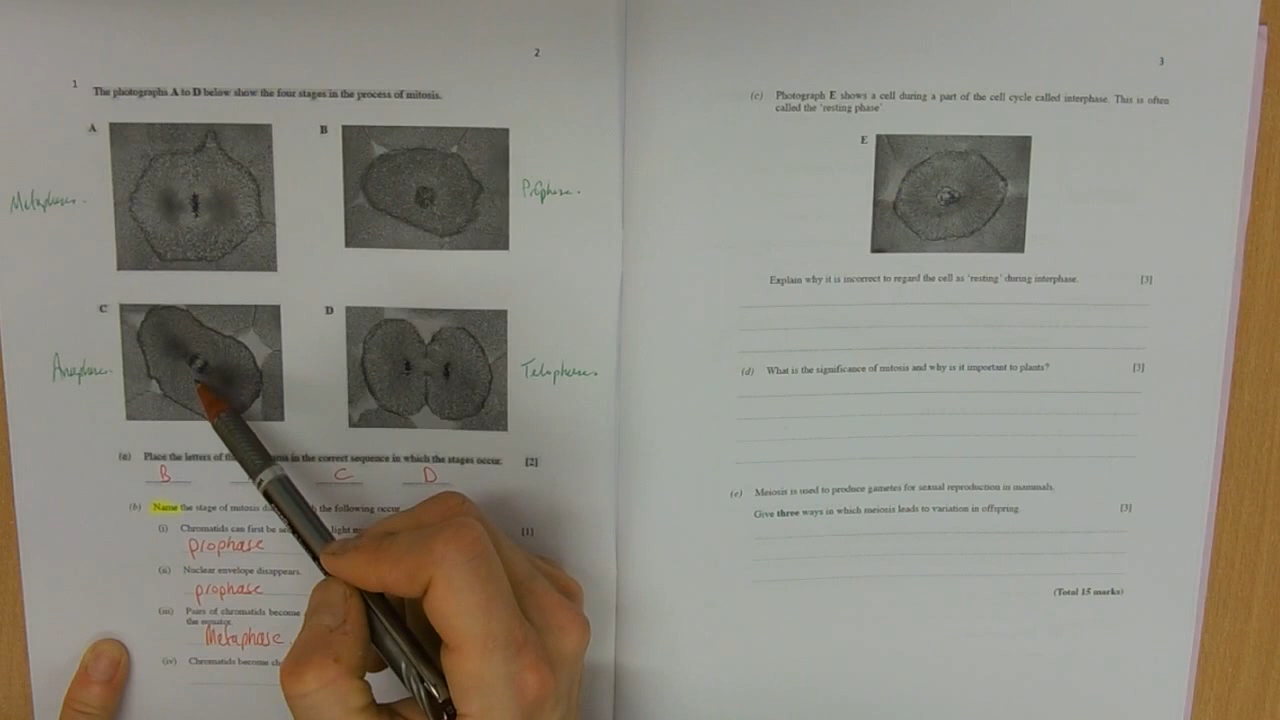 2
1 The photographs A to D below show the four stages in the process of mitosis.
A
B
Metaphase.
Prophase.
C
D
Anaphase.
Telophase.
(a) Place the letters of in the correct sequence in which the stages occur. [2]
B C D
(b) Name the stage of mitosis the following occur
(i) Chromatids can first be light [1]
prophase
(ii) Nuclear envelope disappears.
prophase
(iii) Pairs of chromatids become
the equator.
Metaphase
(iv) Chromatids become
3
(c) Photograph E shows a cell during a part of the cell cycle called interphase. This is often
called the 'resting phase'
E
Explain why it is incorrect to regard the cell as 'resting' during interphase. [3]
(d) What is the significance of mitosis and why is it important to plants? [3]
(e) Meiosis is used to produce gametes for sexual reproduction in mammals.
Give three ways in which meiosis leads to variation in offspring. [3]
(Total 15 marks)